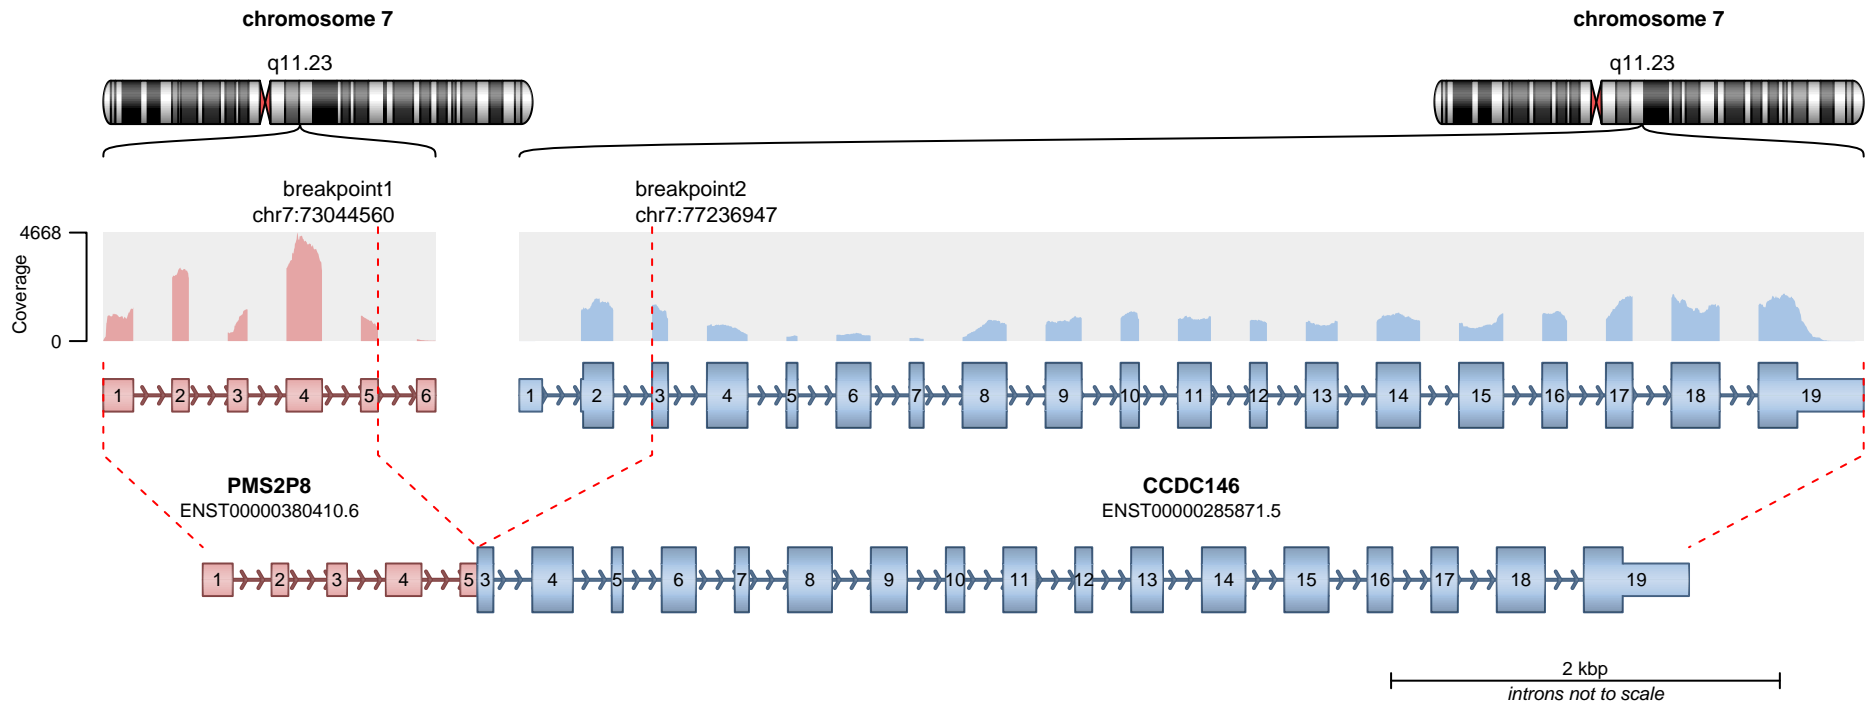 chromosome 7
chromosome 7
q11.23
q11.23
breakpoint1
chr7:73044560
breakpoint2
chr7:77236947
4668
Coverage
0
1 2 3 4 5 6
1 2 3 4 5 6 7 8 9 10 11 12 13 14 15 16 17 18 19
PMS2P8
ENST00000380410.6
CCDC146
ENST00000285871.5
1 2 3 4 5 3 4 5 6 7 8 9 10 11 12 13 14 15 16 17 18 19
2 kbp
introns not to scale